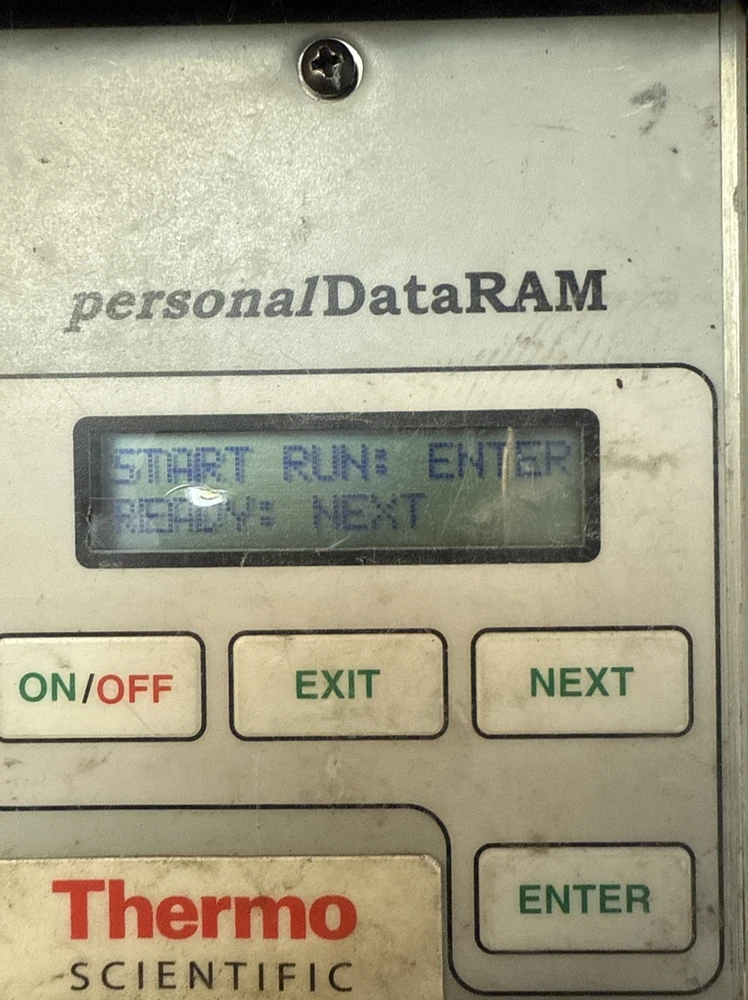 personalDataRAM
START RUN: ENTER
READY: NEXT
ON/OFF
EXIT
NEXT
ENTER
Thermo
SCIENTIFIC